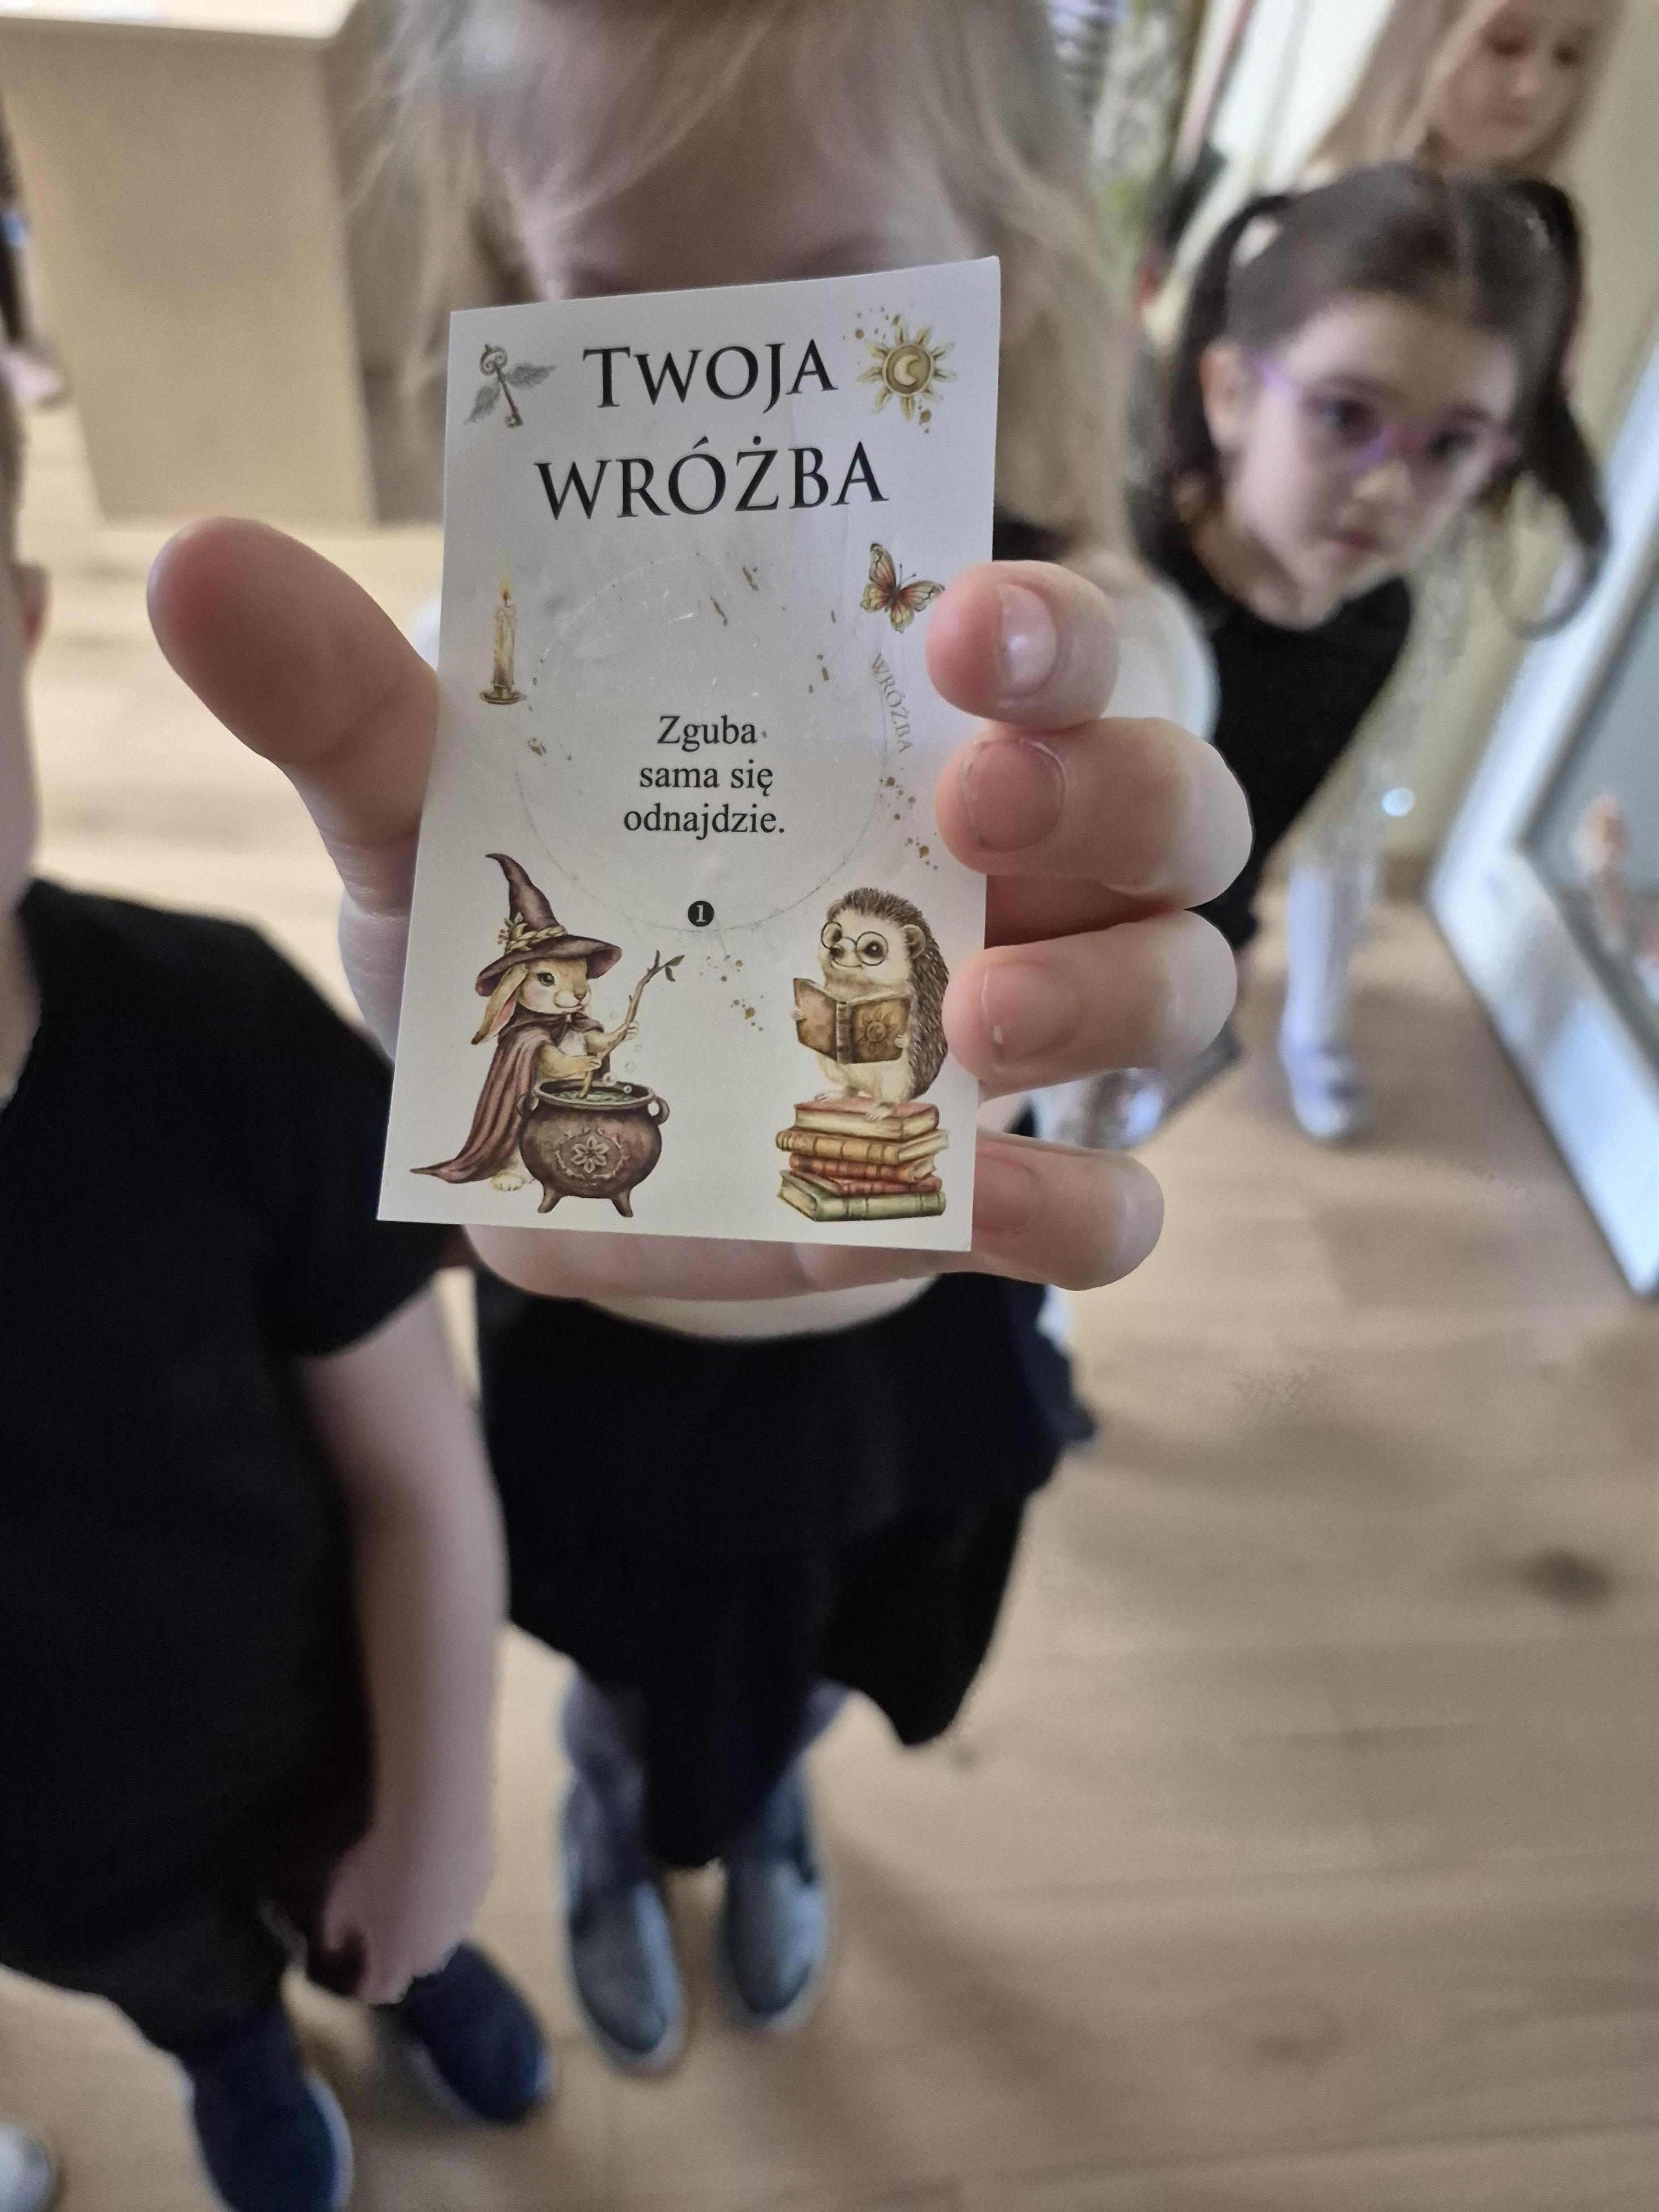 TWOJA
WRÓŻBA
WRÓŻBA
Zguba
sama się
odnajdzie.
1